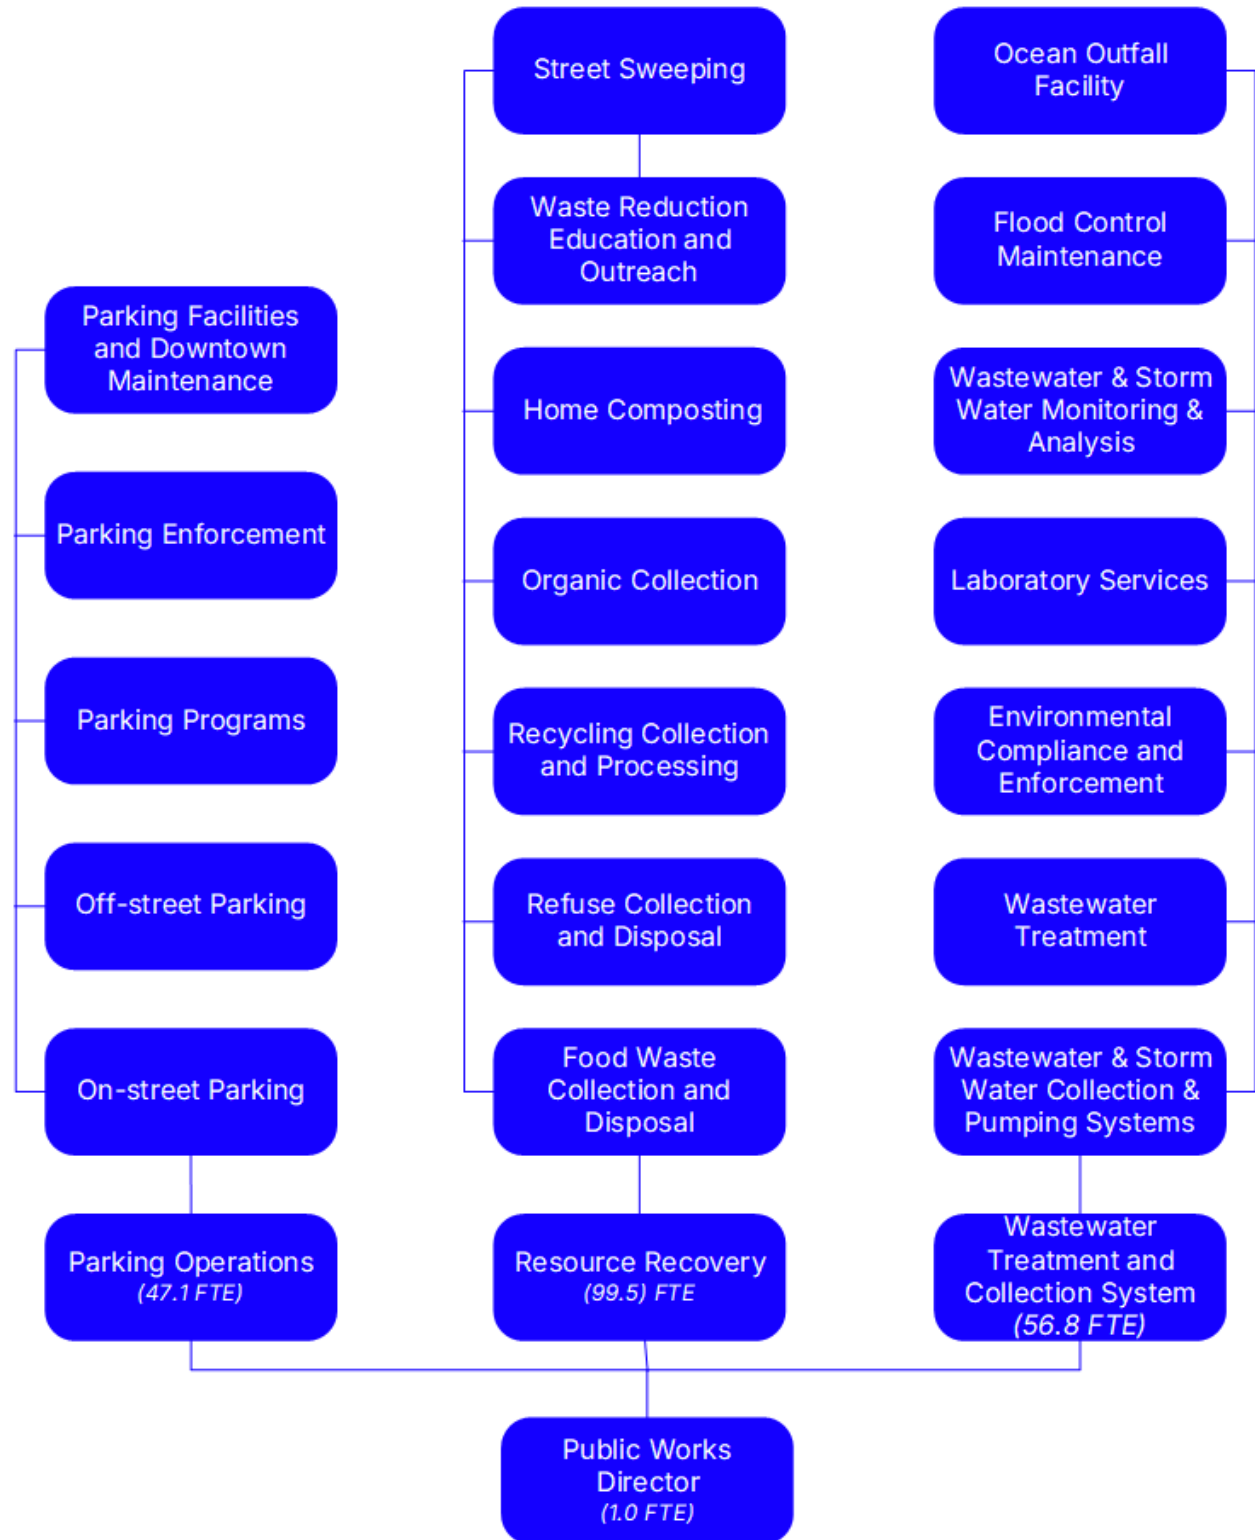 Street Sweeping
Ocean Outfall
Facility
Waste Reduction
Education and
Outreach
Flood Control
Maintenance
Parking Facilities
and Downtown
Maintenance
Home Composting
Wastewater & Storm
Water Monitoring &
Analysis
Parking Enforcement
Organic Collection
Laboratory Services
Parking Programs
Recycling Collection
and Processing
Environmental
Compliance and
Enforcement
Off-street Parking
Refuse Collection
and Disposal
Wastewater
Treatment
On-street Parking
Food Waste
Collection and
Disposal
Wastewater & Storm
Water Collection &
Pumping Systems
Parking Operations
(47.1 FTE)
Resource Recovery
(99.5) FTE
Wastewater
Treatment and
Collection System
(56.8 FTE)
Public Works
Director
(1.0 FTE)